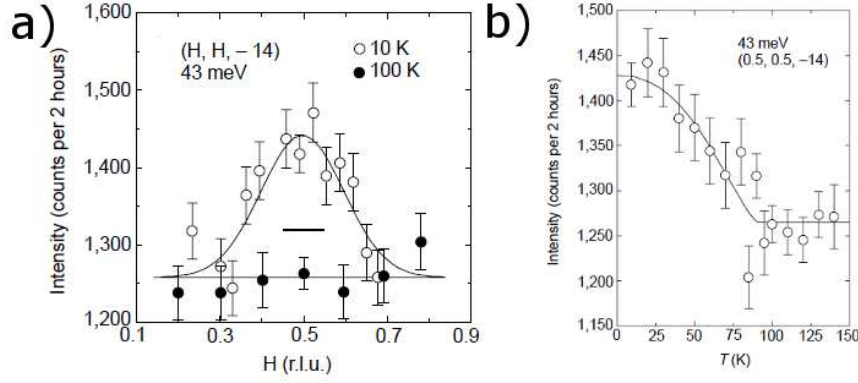 a)
1,600
1,500
1,400
1,300
1,200
Intensity (counts per 2 hours)
(H, H, – 14)
43 meV
10 K
100 K
0.1 0.3 0.5 0.7 0.9
H (r.l.u.)
b)
1,500
1,450
1,400
1,350
1,300
1,250
1,200
1,150
Intensity (counts per 2 hours)
43 meV
(0.5, 0.5, –14)
0 25 50 75 100 125 150
T (K)